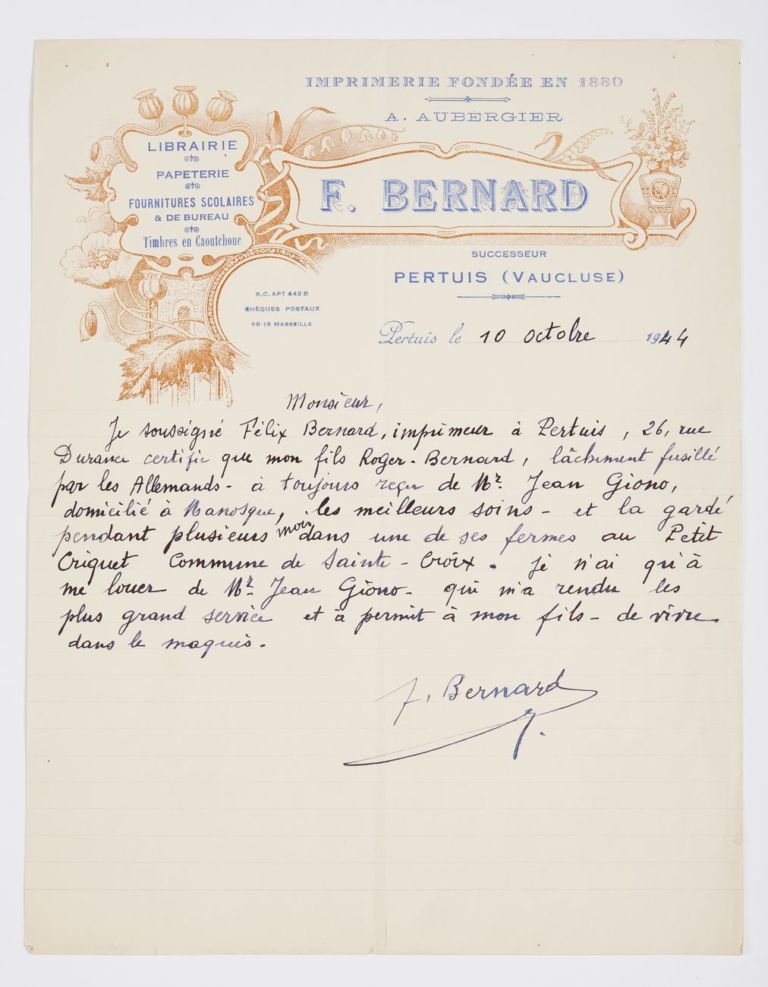 IMPRIMERIE FONDÉE EN 1880
A. AUBERGIER
LIBRAIRIE
PAPETERIE
FOURNITURES SCOLAIRES
& DE BUREAU
Timbres en Caoutchouc
F. BERNARD
SUCCESSEUR
PERTUIS (VAUCLUSE)
R.C. APT 442 D
CHÈQUES POSTAUX
98-18 MARSEILLE
Pertuis le 10 octobre 1944
Monsieur,
Je soussigné Félix Bernard, imprimeur à Pertuis, 26, rue
Durance certifie que mon fils Roger-Bernard, lâchement fusillé
par les Allemands - à toujours reçu de Mr. Jean Giono,
domicilié à Manosque, les meilleurs soins - et la gardé
pendant plusieurs mois dans une de ses fermes au Petit
Criquet Commune de Sainte-Croix. Je n'ai qu'à
me louer de Mr. Jean Giono - qui m'a rendu les
plus grand service et à permit à mon fils - de vivre
dans le maquis.
F. Bernard